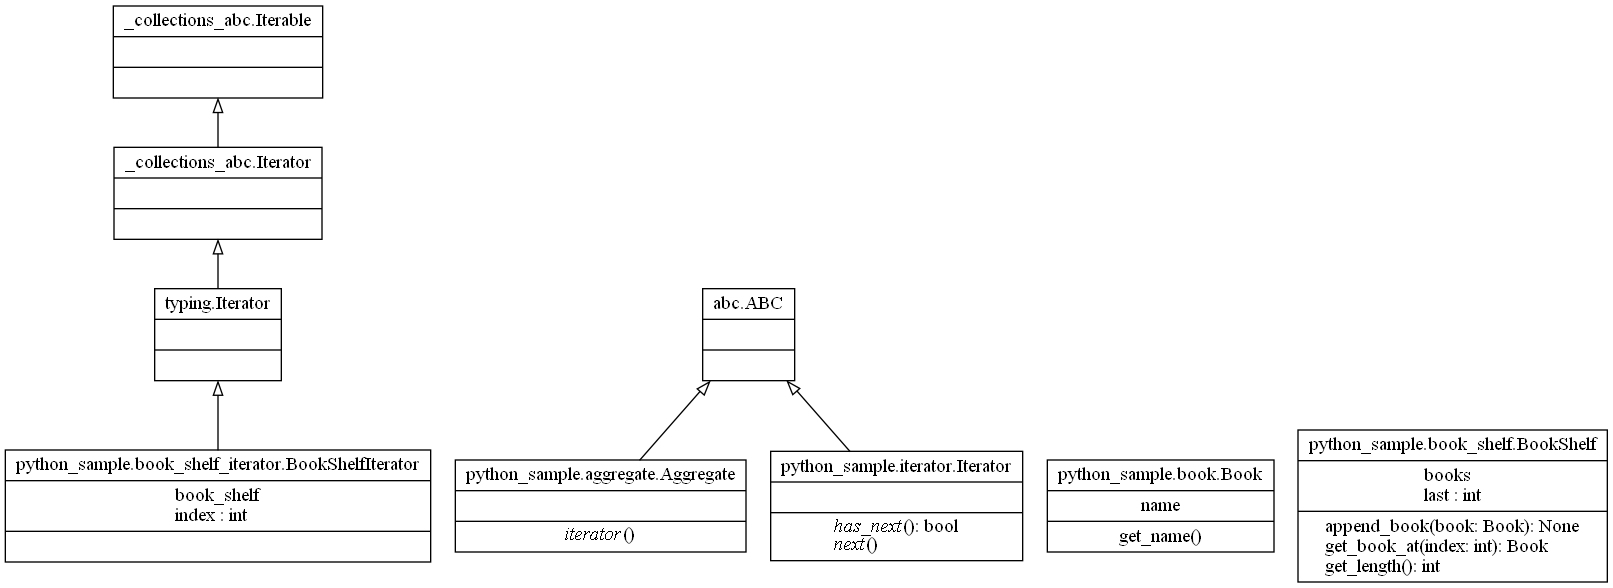 _collections_abc.Iterable
_collections_abc.Iterator
typing.Iterator
abc.ABC
python_sample.book_shelf_iterator.BookShelfIterator
book_shelf
index : int
python_sample.aggregate.Aggregate
iterator()
python_sample.iterator.Iterator
has_next(): bool
next()
python_sample.book.Book
name
get_name()
python_sample.book_shelf.BookShelf
books
last : int
append_book(book: Book): None
get_book_at(index: int): Book
get_length(): int